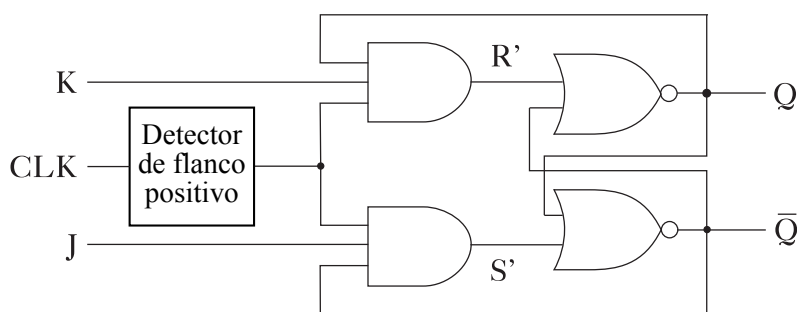 R’
K
Q
Detector
de flanco
positivo
CLK
J
Q̅
S’